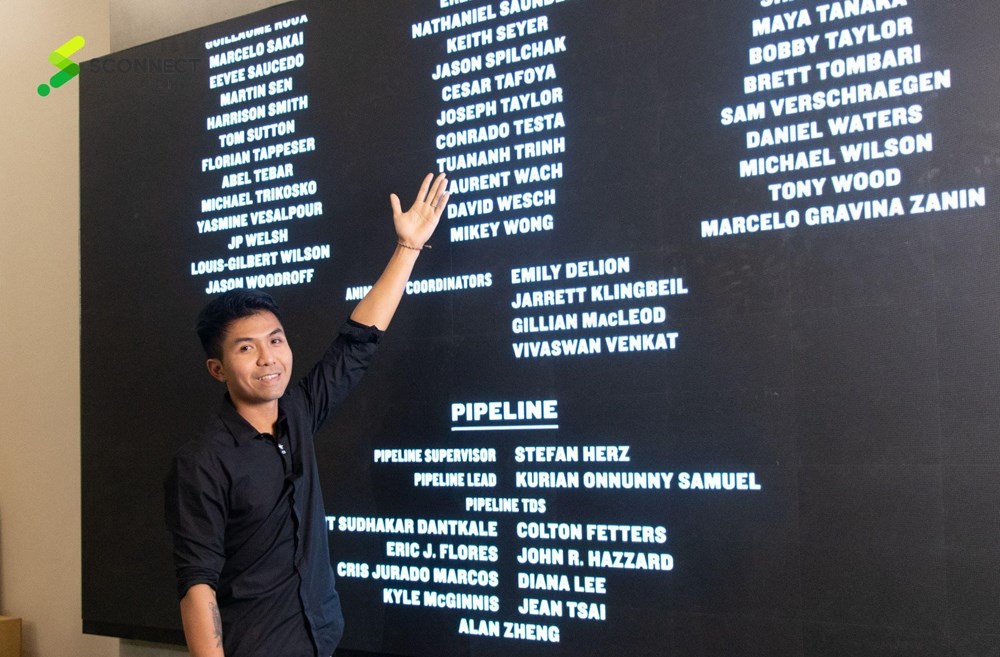 SCONNECT
GUILLAUME ROUX
MARCELO SAKAI
EEVEE SAUCEDO
MARTIN SEN
HARRISON SMITH
TOM SUTTON
FLORIAN TAPPESER
ABEL TEBAR
MICHAEL TRIKOSKO
YASMINE VESALPOUR
JP WELSH
LOUIS-GILBERT WILSON
JASON WOODROFF
NATHANIEL
KEITH SEYER
JASON SPILCHAK
CESAR TAFOYA
JOSEPH TAYLOR
CONRADO TESTA
TUANANH TRINH
AURENT WACH
DAVID WESCH
MIKEY WONG
MAYA TANAKA
BOBBY TAYLOR
BRETT TOMBARI
SAM VERSCHRAEGEN
DANIEL WATERS
MICHAEL WILSON
TONY WOOD
MARCELO GRAVINA ZANIN
COORDINATORS EMILY DELION
JARRETT KLINGBEIL
GILLIAN MACLEOD
VIVASWAN VENKAT
PIPELINE
PIPELINE SUPERVISOR STEFAN HERZ
PIPELINE LEAD KURIAN ONNUNNY SAMUEL
PIPELINE TDS
SUDHAKAR DANTKALE COLTON FETTERS
ERIC J. FLORES JOHN R. HAZZARD
CRIS JURADO MARCOS DIANA LEE
KYLE McGINNIS JEAN TSAI
ALAN ZHENG